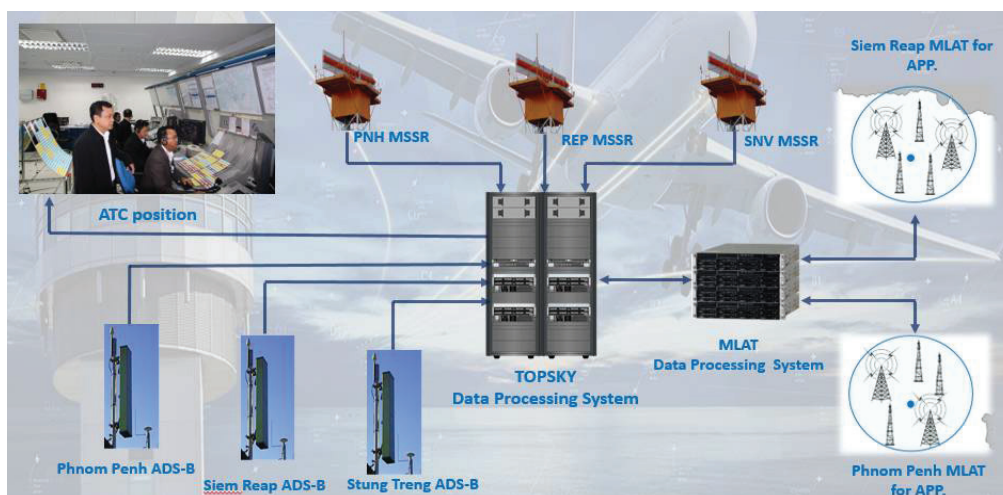 Siem Reap MLAT for
APP.
PNH MSSR
REP MSSR
SNV MSSR
ATC position
MLAT
Data Processing System
TOPSKY
Data Processing System
Phnom Penh ADS-B
Siem Reap ADS-B
Stung Treng ADS-B
Phnom Penh MLAT
for APP.